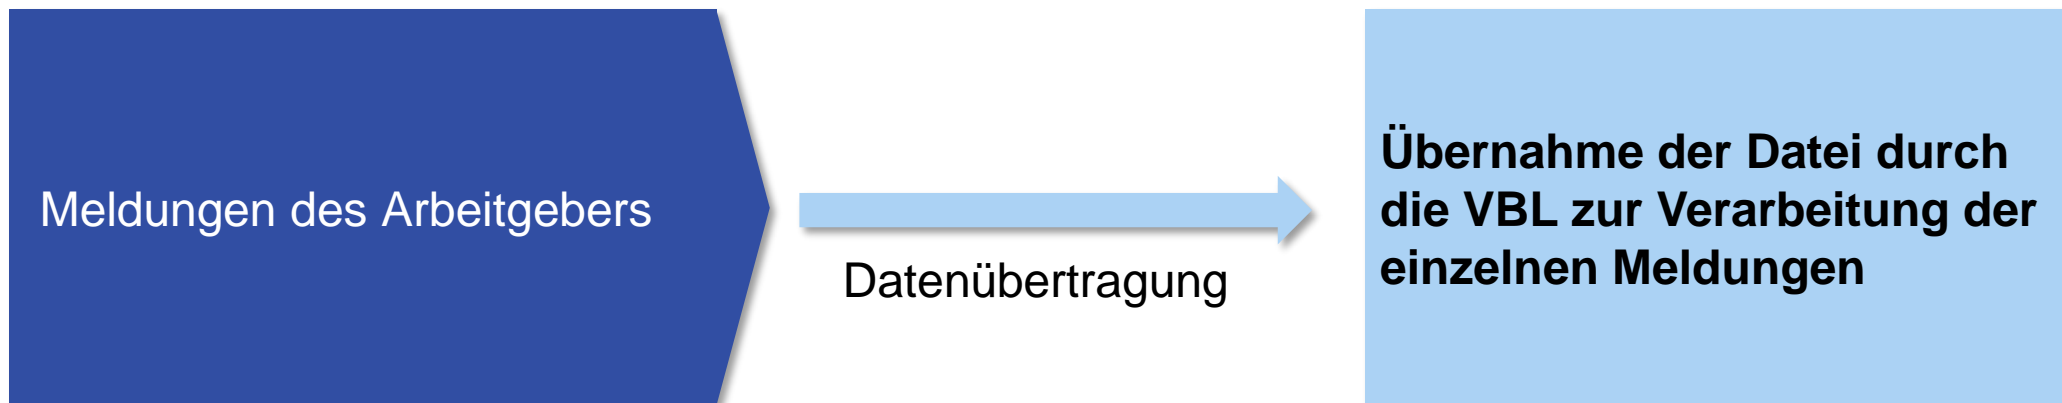 Meldungen des Arbeitgebers
Datenübertragung
Übernahme der Datei durch
die VBL zur Verarbeitung der
einzelnen Meldungen